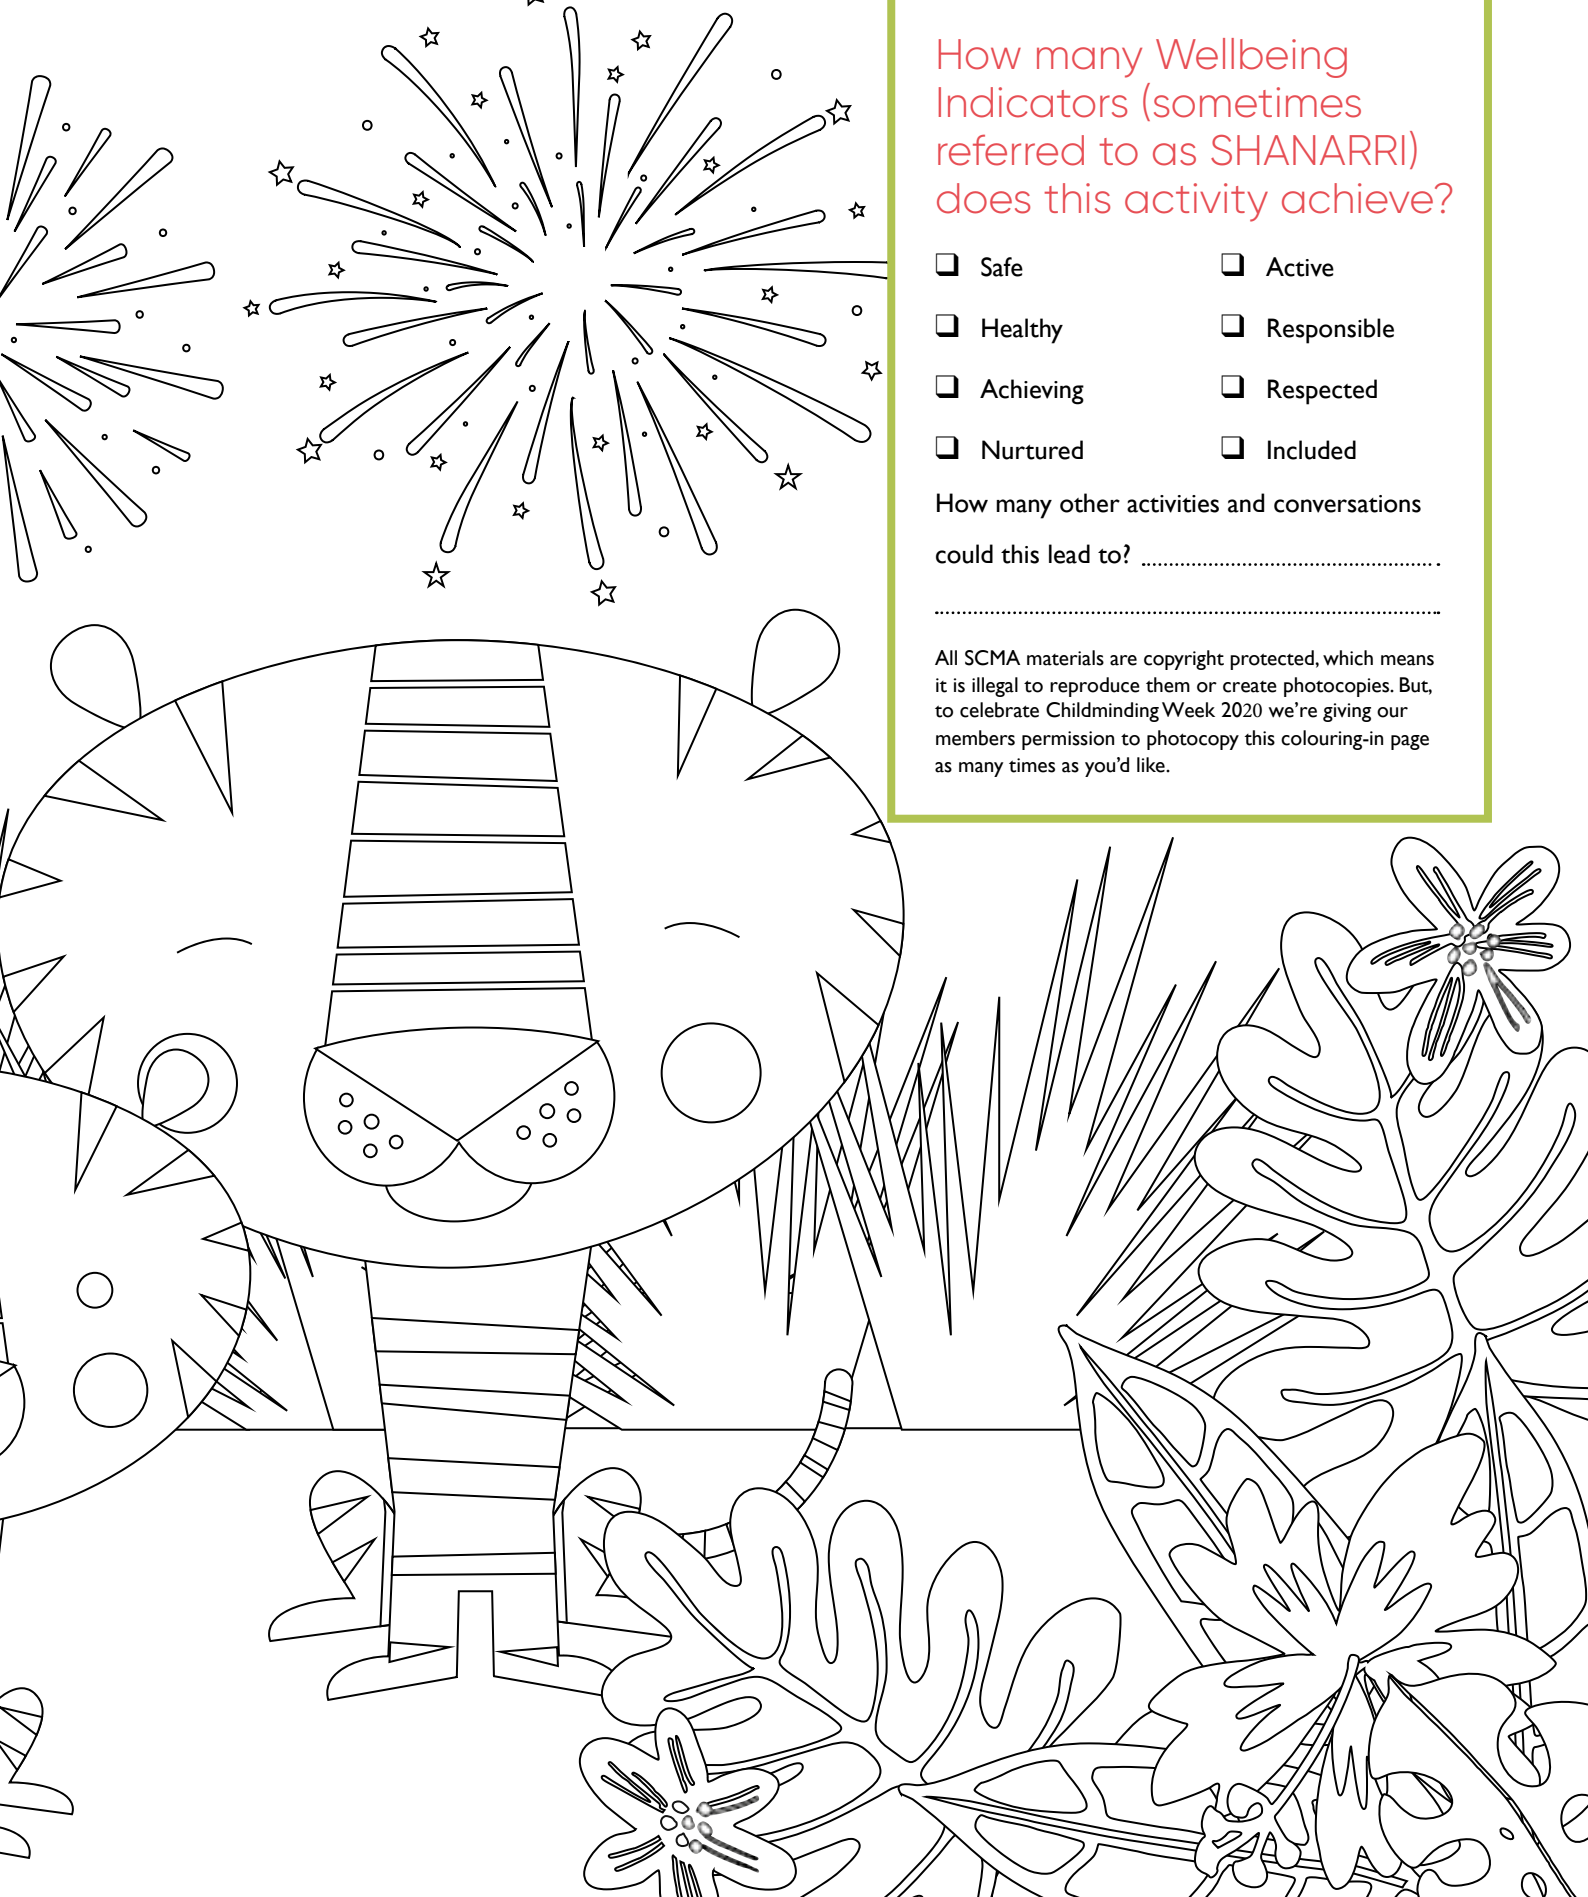 How many Wellbeing
Indicators (sometimes
referred to as SHANARRI)
does this activity achieve?
❏ Safe
❏ Active
❏ Healthy
❏ Responsible
❏ Achieving
❏ Respected
❏ Nurtured
❏ Included
How many other activities and conversations
could this lead to?
All SCMA materials are copyright protected, which means
it is illegal to reproduce them or create photocopies. But,
to celebrate Childminding Week 2020 we’re giving our
members permission to photocopy this colouring-in page
as many times as you’d like.